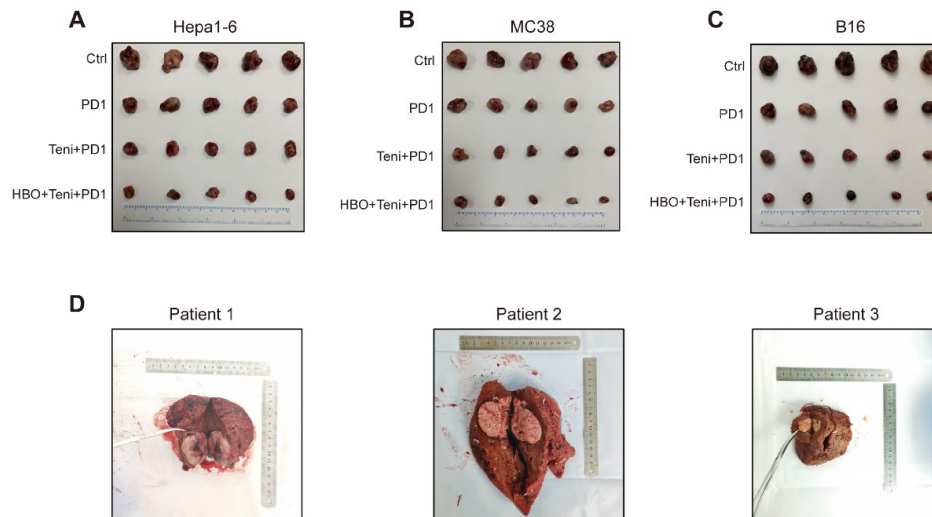 A
Hepa1-6
Ctrl
PD1
Teni+PD1
HBO+Teni+PD1
B
MC38
Ctrl
PD1
Teni+PD1
HBO+Teni+PD1
C
B16
Ctrl
PD1
Teni+PD1
HBO+Teni+PD1
D
Patient 1
Patient 2
Patient 3